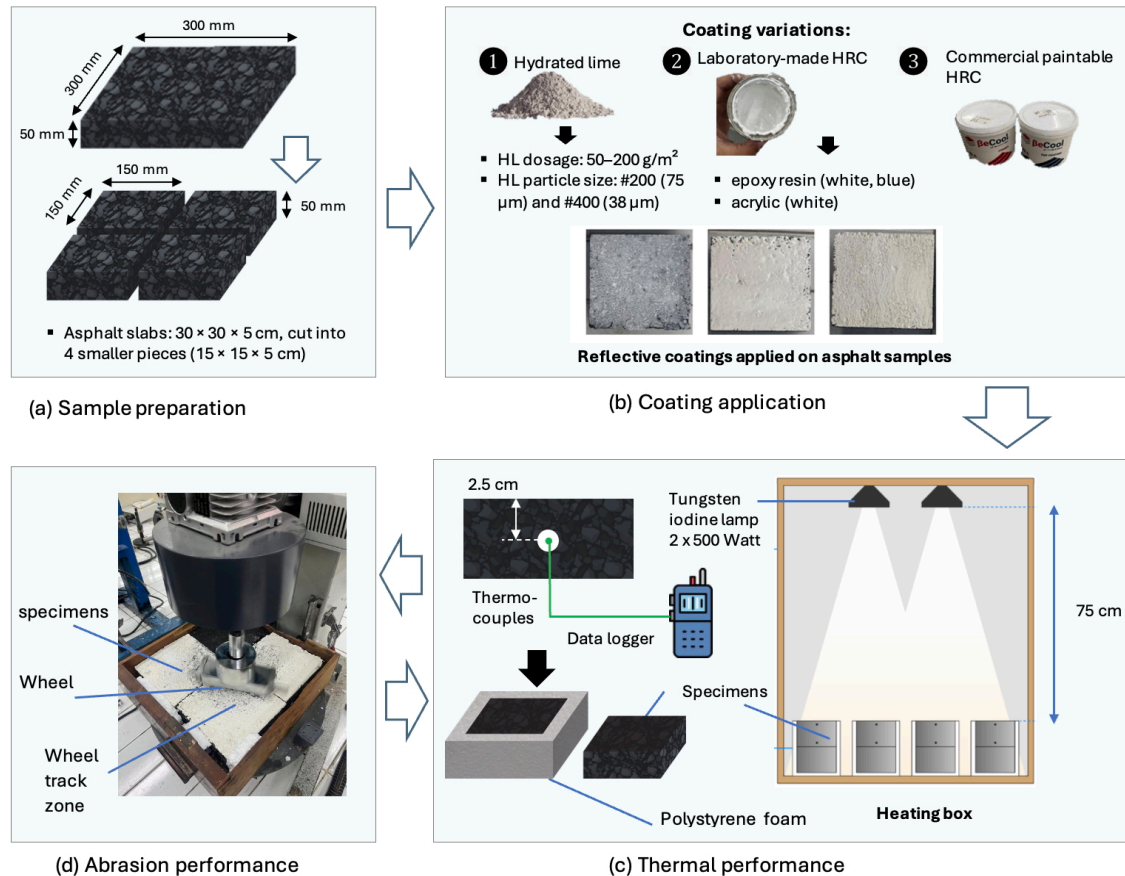 300 mm
300 mm
50 mm
150 mm
150 mm
50 mm
▪ Asphalt slabs: 30 × 30 × 5 cm, cut into
4 smaller pieces (15 × 15 × 5 cm)
(a) Sample preparation
Coating variations:
1 Hydrated lime
▪ HL dosage: 50–200 g/m²
▪ HL particle size: #200 (75
µm) and #400 (38 µm)
2 Laboratory-made HRC
▪ epoxy resin (white, blue)
▪ acrylic (white)
3 Commercial paintable
HRC
BeCool
BeCool
Reflective coatings applied on asphalt samples
(b) Coating application
specimens
Wheel
Wheel
track
zone
(d) Abrasion performance
2.5 cm
Thermo-
couples
Data logger
Tungsten
iodine lamp
2 x 500 Watt
75 cm
Specimens
Polystyrene foam
Heating box
(c) Thermal performance